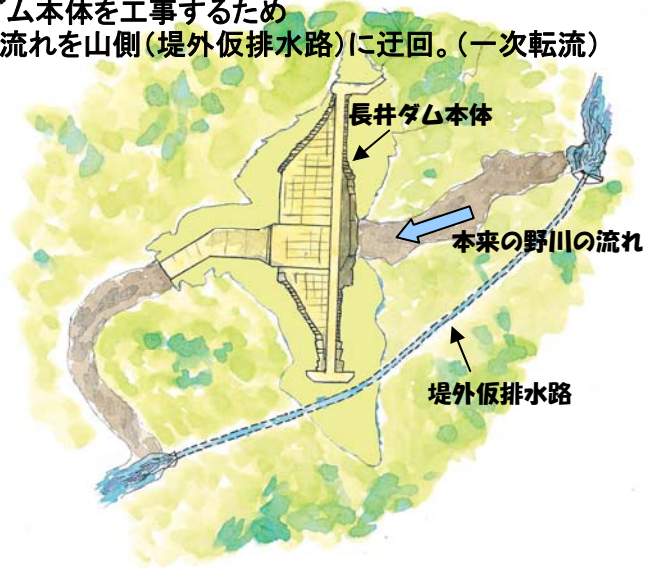 ム本体を工事するため
流れを山側（堤外仮排水路）に迂回。（一次転流）
長井ダム本体
本来の野川の流れ
堤外仮排水路